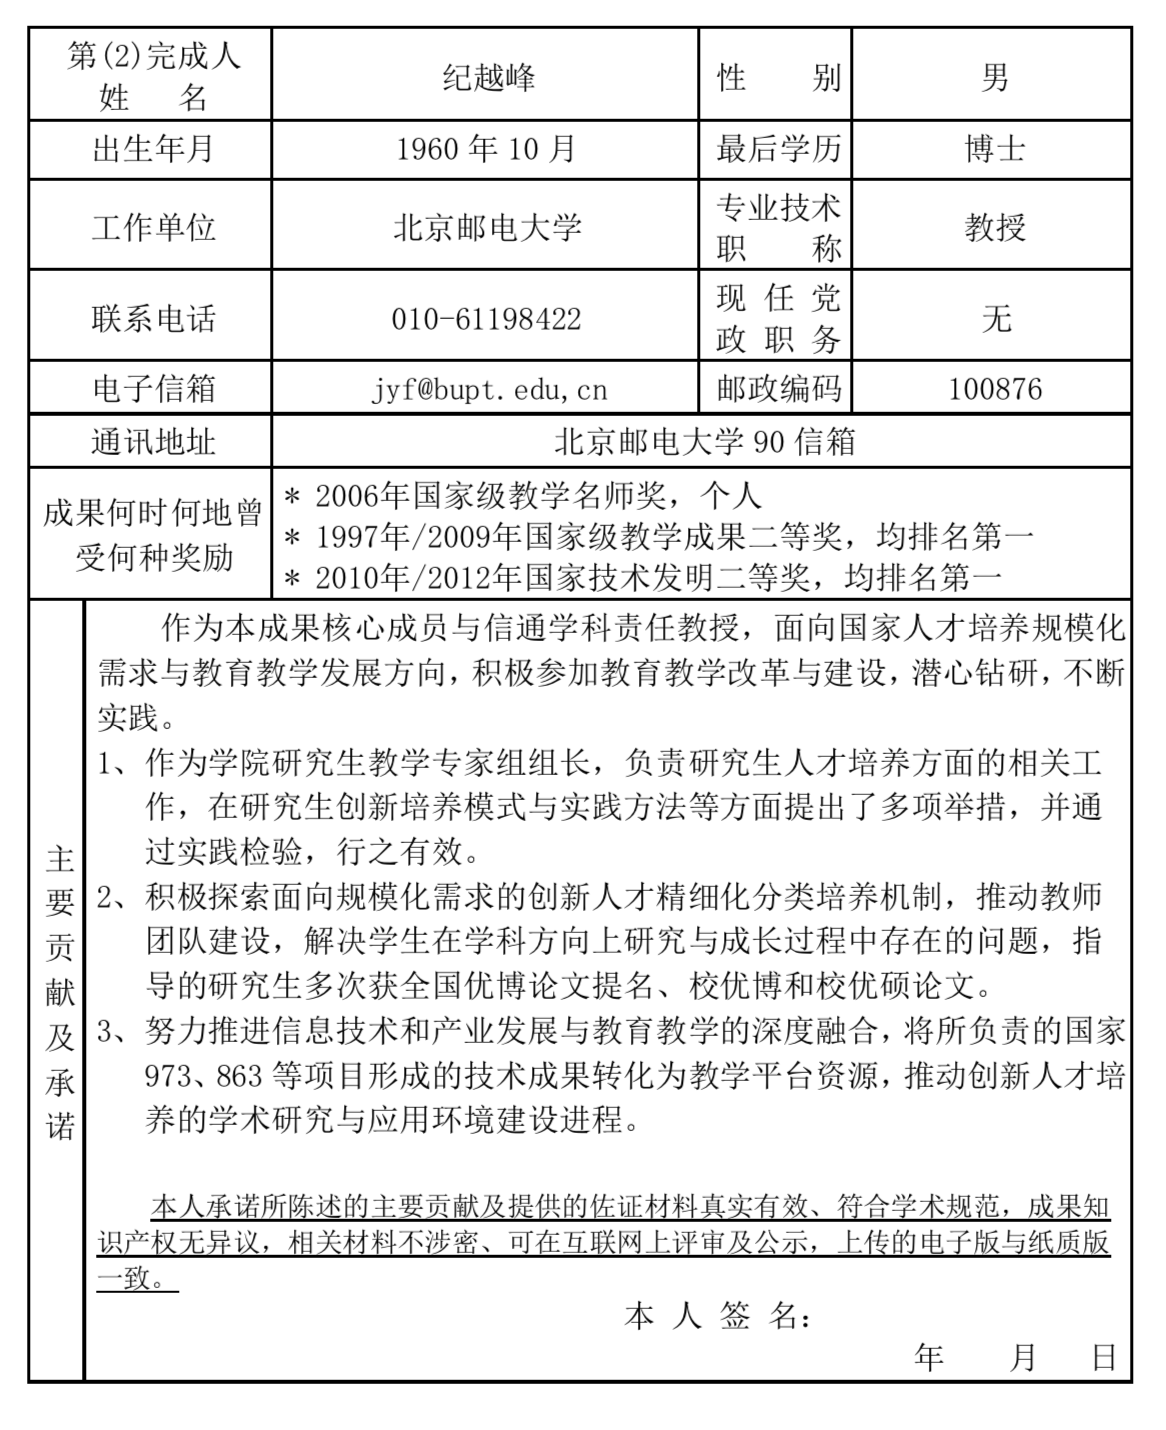 第(2)完成人
姓 名
纪越峰
性 别
男
出生年月
1960 年 10 月
最后学历
博士
工作单位
北京邮电大学
专业技术
职 称
教授
联系电话
010-61198422
现 任 党
政 职 务
无
电子信箱
jyf@bupt.edu,cn
邮政编码
100876
通讯地址
北京邮电大学 90 信箱
成果何时何地曾
受何种奖励
* 2006年国家级教学名师奖，个人
* 1997年/2009年国家级教学成果二等奖，均排名第一
* 2010年/2012年国家技术发明二等奖，均排名第一
主要贡献及承诺
作为本成果核心成员与信通学科责任教授，面向国家人才培养规模化
需求与教育教学发展方向，积极参加教育教学改革与建设，潜心钻研，不断
实践。
1、作为学院研究生教学专家组组长，负责研究生人才培养方面的相关工
作，在研究生创新培养模式与实践方法等方面提出了多项举措，并通
过实践检验，行之有效。
2、积极探索面向规模化需求的创新人才精细化分类培养机制，推动教师
团队建设，解决学生在学科方向上研究与成长过程中存在的问题，指
导的研究生多次获全国优博论文提名、校优博和校优硕论文。
3、努力推进信息技术和产业发展与教育教学的深度融合，将所负责的国家
973、863 等项目形成的技术成果转化为教学平台资源，推动创新人才培
养的学术研究与应用环境建设进程。
本人承诺所陈述的主要贡献及提供的佐证材料真实有效、符合学术规范，成果知
识产权无异议，相关材料不涉密、可在互联网上评审及公示，上传的电子版与纸质版
一致。
本 人 签 名：
年 月 日